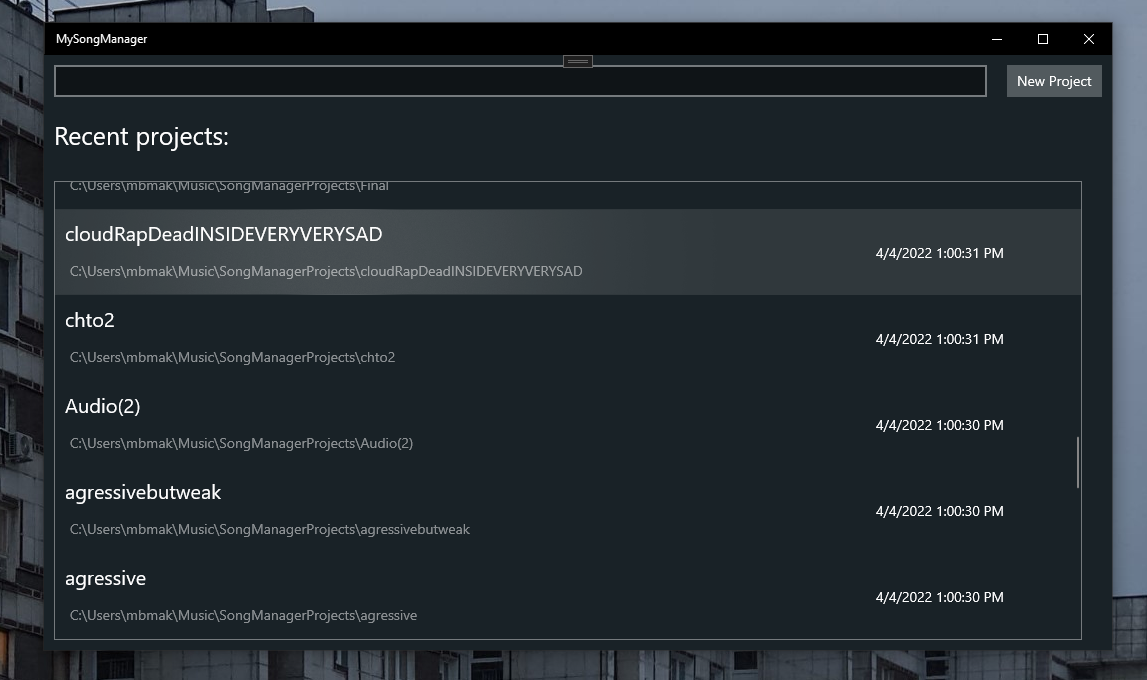 MySongManager
New Project
Recent projects:
C:\Users\mbmak\Music\SongManagerProjects\Final
cloudRapDeadINSIDEVERYVERYSAD
4/4/2022 1:00:31 PM
C:\Users\mbmak\Music\SongManagerProjects\cloudRapDeadINSIDEVERYVERYSAD
chto2
4/4/2022 1:00:31 PM
C:\Users\mbmak\Music\SongManagerProjects\chto2
Audio(2)
4/4/2022 1:00:30 PM
C:\Users\mbmak\Music\SongManagerProjects\Audio(2)
agressivebutweak
4/4/2022 1:00:30 PM
C:\Users\mbmak\Music\SongManagerProjects\agressivebutweak
agressive
4/4/2022 1:00:30 PM
C:\Users\mbmak\Music\SongManagerProjects\agressive